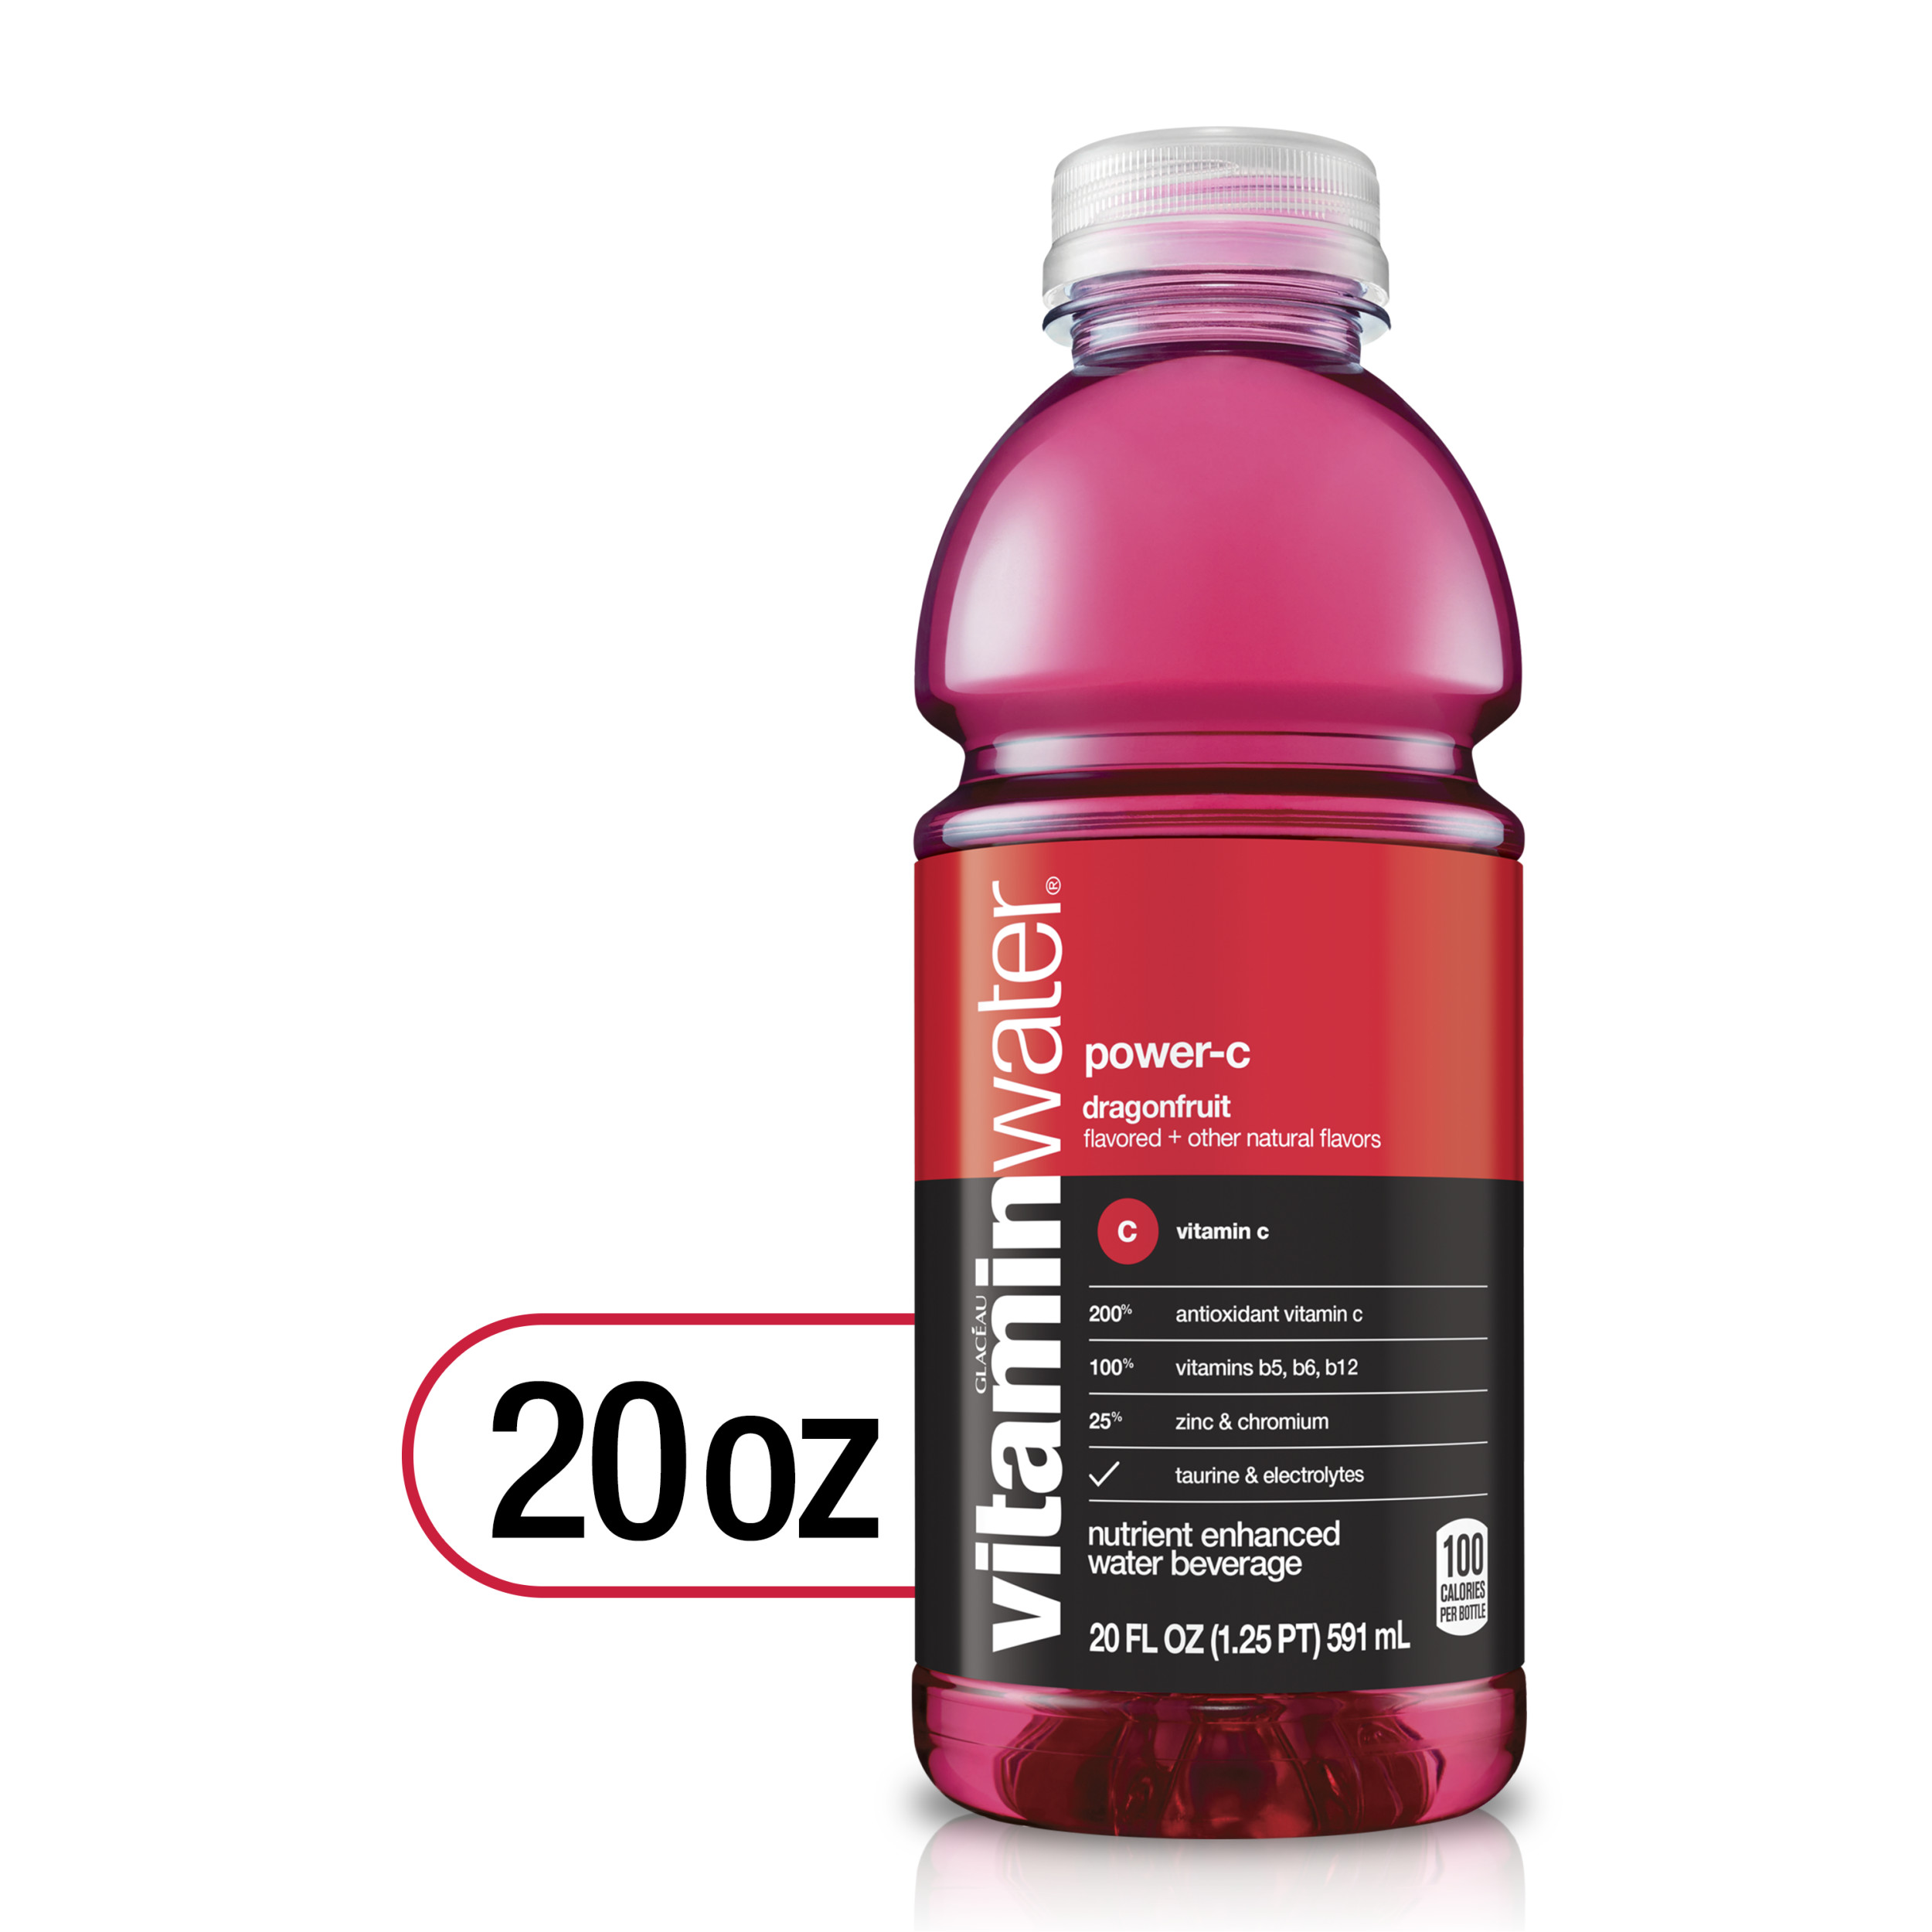 20 oz
GLACÉAU
vitaminwater®
power-c
dragonfruit
flavored + other natural flavors
C vitamin c
200% antioxidant vitamin c
100% vitamins b5, b6, b12
25% zinc & chromium
✓ taurine & electrolytes
nutrient enhanced
water beverage
100
CALORIES
PER BOTTLE
20 FL OZ (1.25 PT) 591 mL